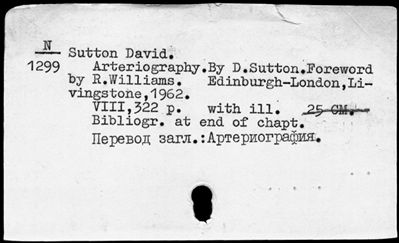 N
1299
Sutton David.
Arteriography.By D.Sutton.Foreword
by R.Williams. Edinburgh-London,Li-
vingstone,1962.
VIII,322 p. with ill. 25 CM.
Bibliogr. at end of chapt.
Перевод загл.:Артериография.